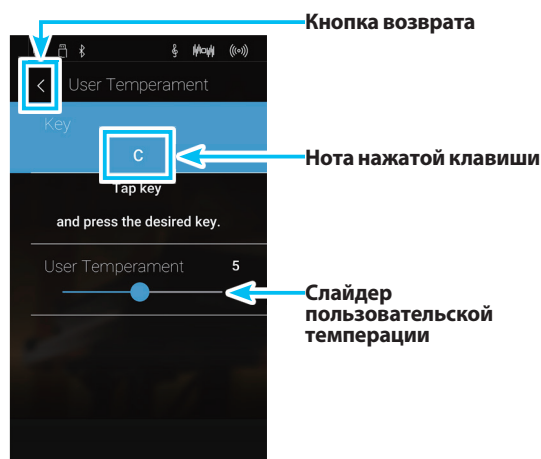 Кнопка возврата
User Temperament
Key
C
Нота нажатой клавиши
Tap key
and press the desired key.
User Temperament 5
Слайдер
пользовательской
темперации